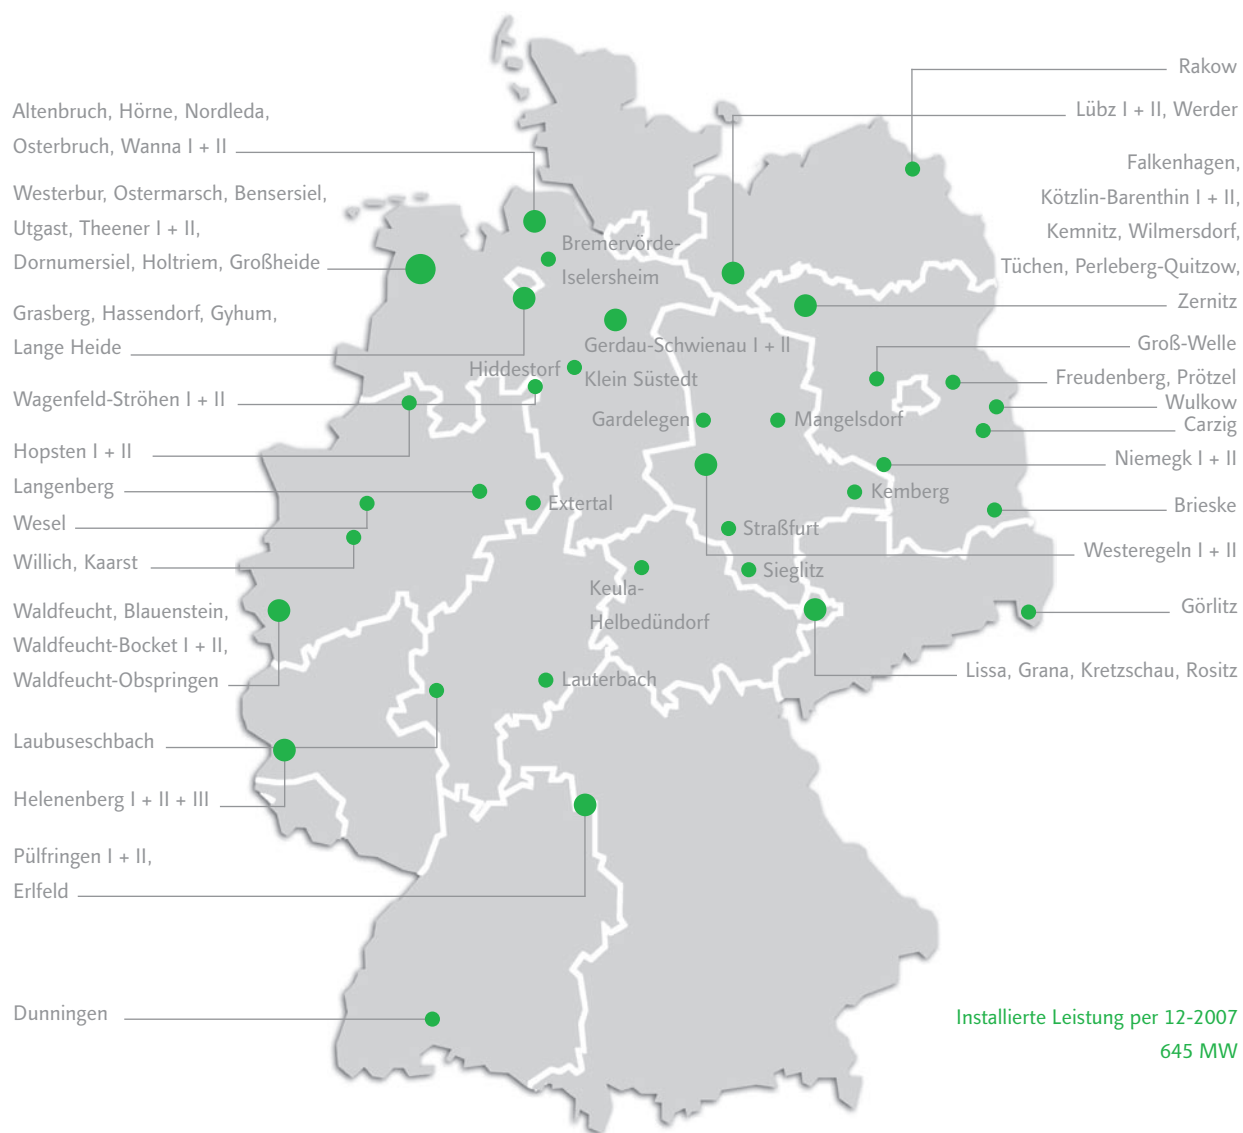 Altenbruch, Hörne, Nordleda,
Osterbruch, Wanna I + II
Westerbur, Ostermarsch, Bensersiel,
Utgast, Theener I + II,
Dornumersiel, Holtriem, Großheide
Grasberg, Hassendorf, Gyhum,
Lange Heide
Wagenfeld-Ströhen I + II
Hopsten I + II
Langenberg
Wesel
Willich, Kaarst
Waldfeucht, Blauenstein,
Waldfeucht-Bocket I + II,
Waldfeucht-Obspringen
Laubuseschbach
Helenenberg I + II + III
Pülfringen I + II,
Erlfeld
Dunningen
Bremervörde-
Iselersheim
Gerdau-Schwienau I + II
Hiddestorf
Klein Süstedt
Gardelegen
Mangelsdorf
Extertal
Kemberg
Straßfurt
Sieglitz
Keula-
Helbedündorf
Lauterbach
Rakow
Lübz I + II, Werder
Falkenhagen,
Kötzlin-Barenthin I + II,
Kemnitz, Wilmersdorf,
Tüchen, Perleberg-Quitzow,
Zernitz
Groß-Welle
Freudenberg, Prötzel
Wulkow
Carzig
Niemegk I + II
Brieske
Westeregeln I + II
Görlitz
Lissa, Grana, Kretzschau, Rositz
Installierte Leistung per 12-2007
645 MW